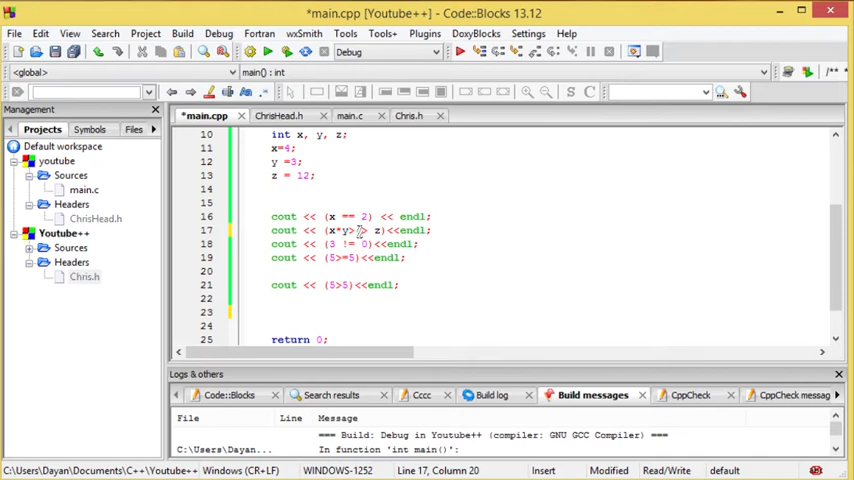 *main.cpp [Youtube++] - Code::Blocks 13.12
File Edit View Search Project Build Debug Fortran wxSmith Tools Tools+ Plugins DoxyBlocks Settings Help
Debug
<global> main() : int /**
S C
Management
Projects Symbols Files
Default workspace
youtube
Sources
main.c
Headers
ChrisHead.h
Youtube++
Sources
Headers
Chris.h
*main.cpp ChrisHead.h main.c Chris.h
10 int x, y, z;
11 x=4;
12 y =3;
13 z = 12;
14
15
16 cout << (x == 2) << endl;
17 cout << (x*y> > z)<<endl;
18 cout << (3 != 0)<<endl;
19 cout << (5>=5)<<endl;
20
21 cout << (5>5)<<endl;
22
23
24
25 return 0;
Logs & others
Code::Blocks Search results Cccc Build log Build messages CppCheck CppCheck messag
File Line Message
=== Build: Debug in Youtube++ (compiler: GNU GCC Compiler) ===
C:\Users\Dayan... In function 'int main()':
C:\Users\Dayan\Documents\C++\Youtube++ Windows (CR+LF) WINDOWS-1252 Line 17, Column 20 Insert Modified Read/Write default